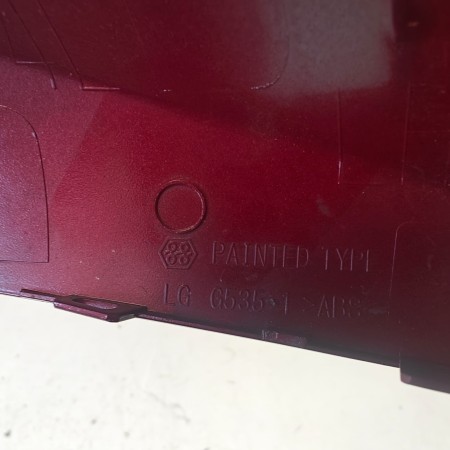 PAINTED TYPE
LG G535-1 >ABS